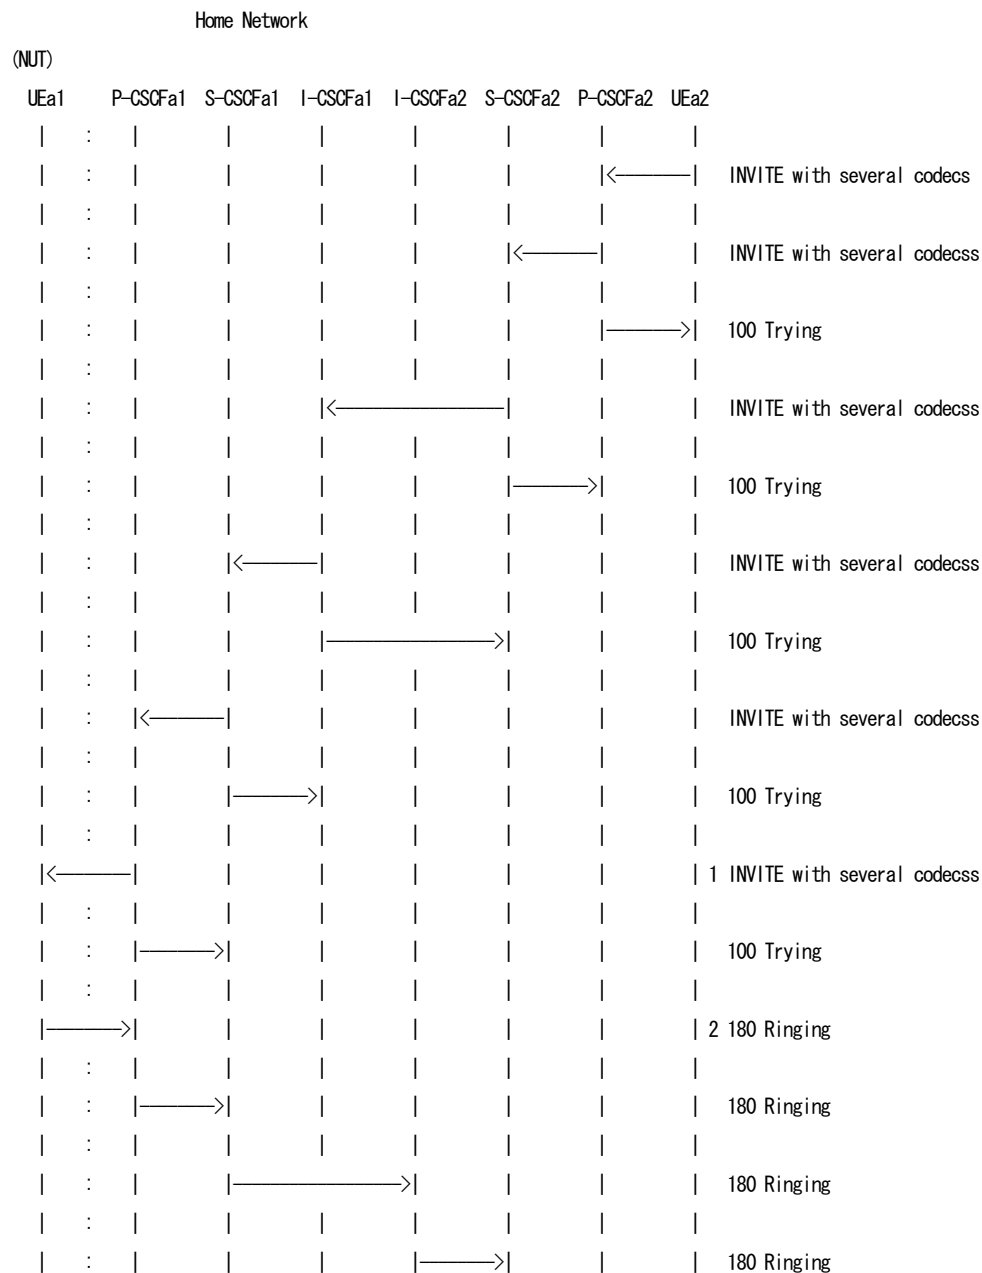 Home Network
(NUT)
UEa1 P-CSCFa1 S-CSCFa1 I-CSCFa1 I-CSCFa2 S-CSCFa2 P-CSCFa2 UEa2
INVITE with several codecs
INVITE with several codecss
100 Trying
INVITE with several codecss
100 Trying
INVITE with several codecss
100 Trying
INVITE with several codecss
100 Trying
1 INVITE with several codecss
100 Trying
2 180 Ringing
180 Ringing
180 Ringing
180 Ringing